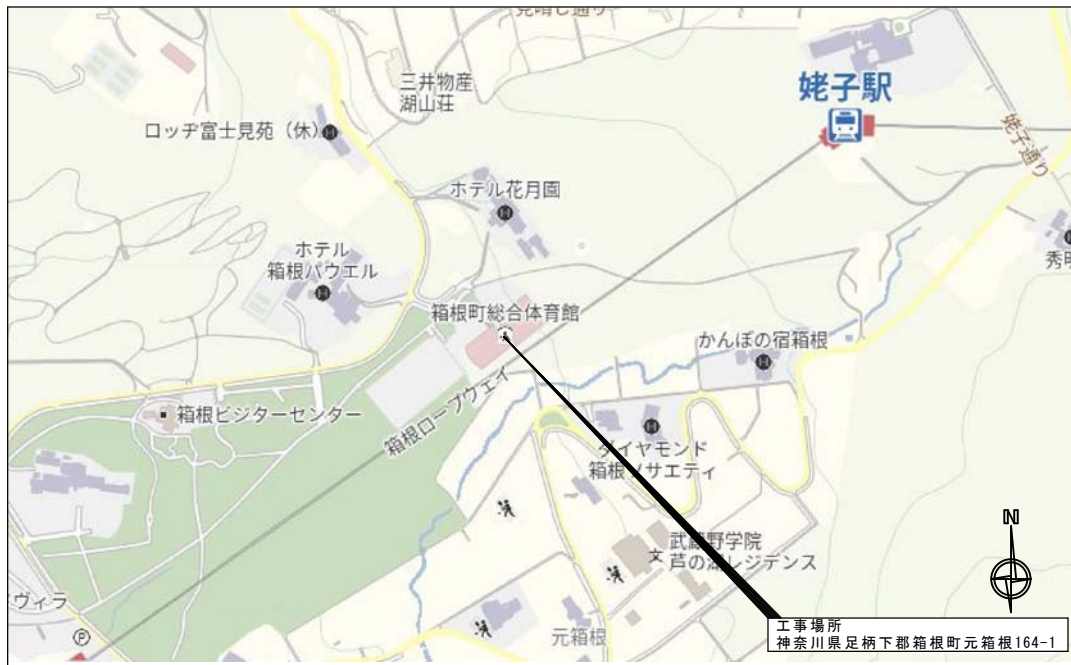 見晴し通り
三井物産
湖山荘
姥子駅
ロッヂ富士見苑（休）
姥子通り
ホテル花月園
ホテル
箱根パウエル
秀明
箱根町総合体育館
かんぽの宿箱根
箱根ロープウェイ
箱根ビジターセンター
ダイヤモンド
箱根ソサエティ
N
武蔵野学院
芦の湖レジデンス
ヴィラ
P
元箱根
工事場所
神奈川県足柄下郡箱根町元箱根164-1